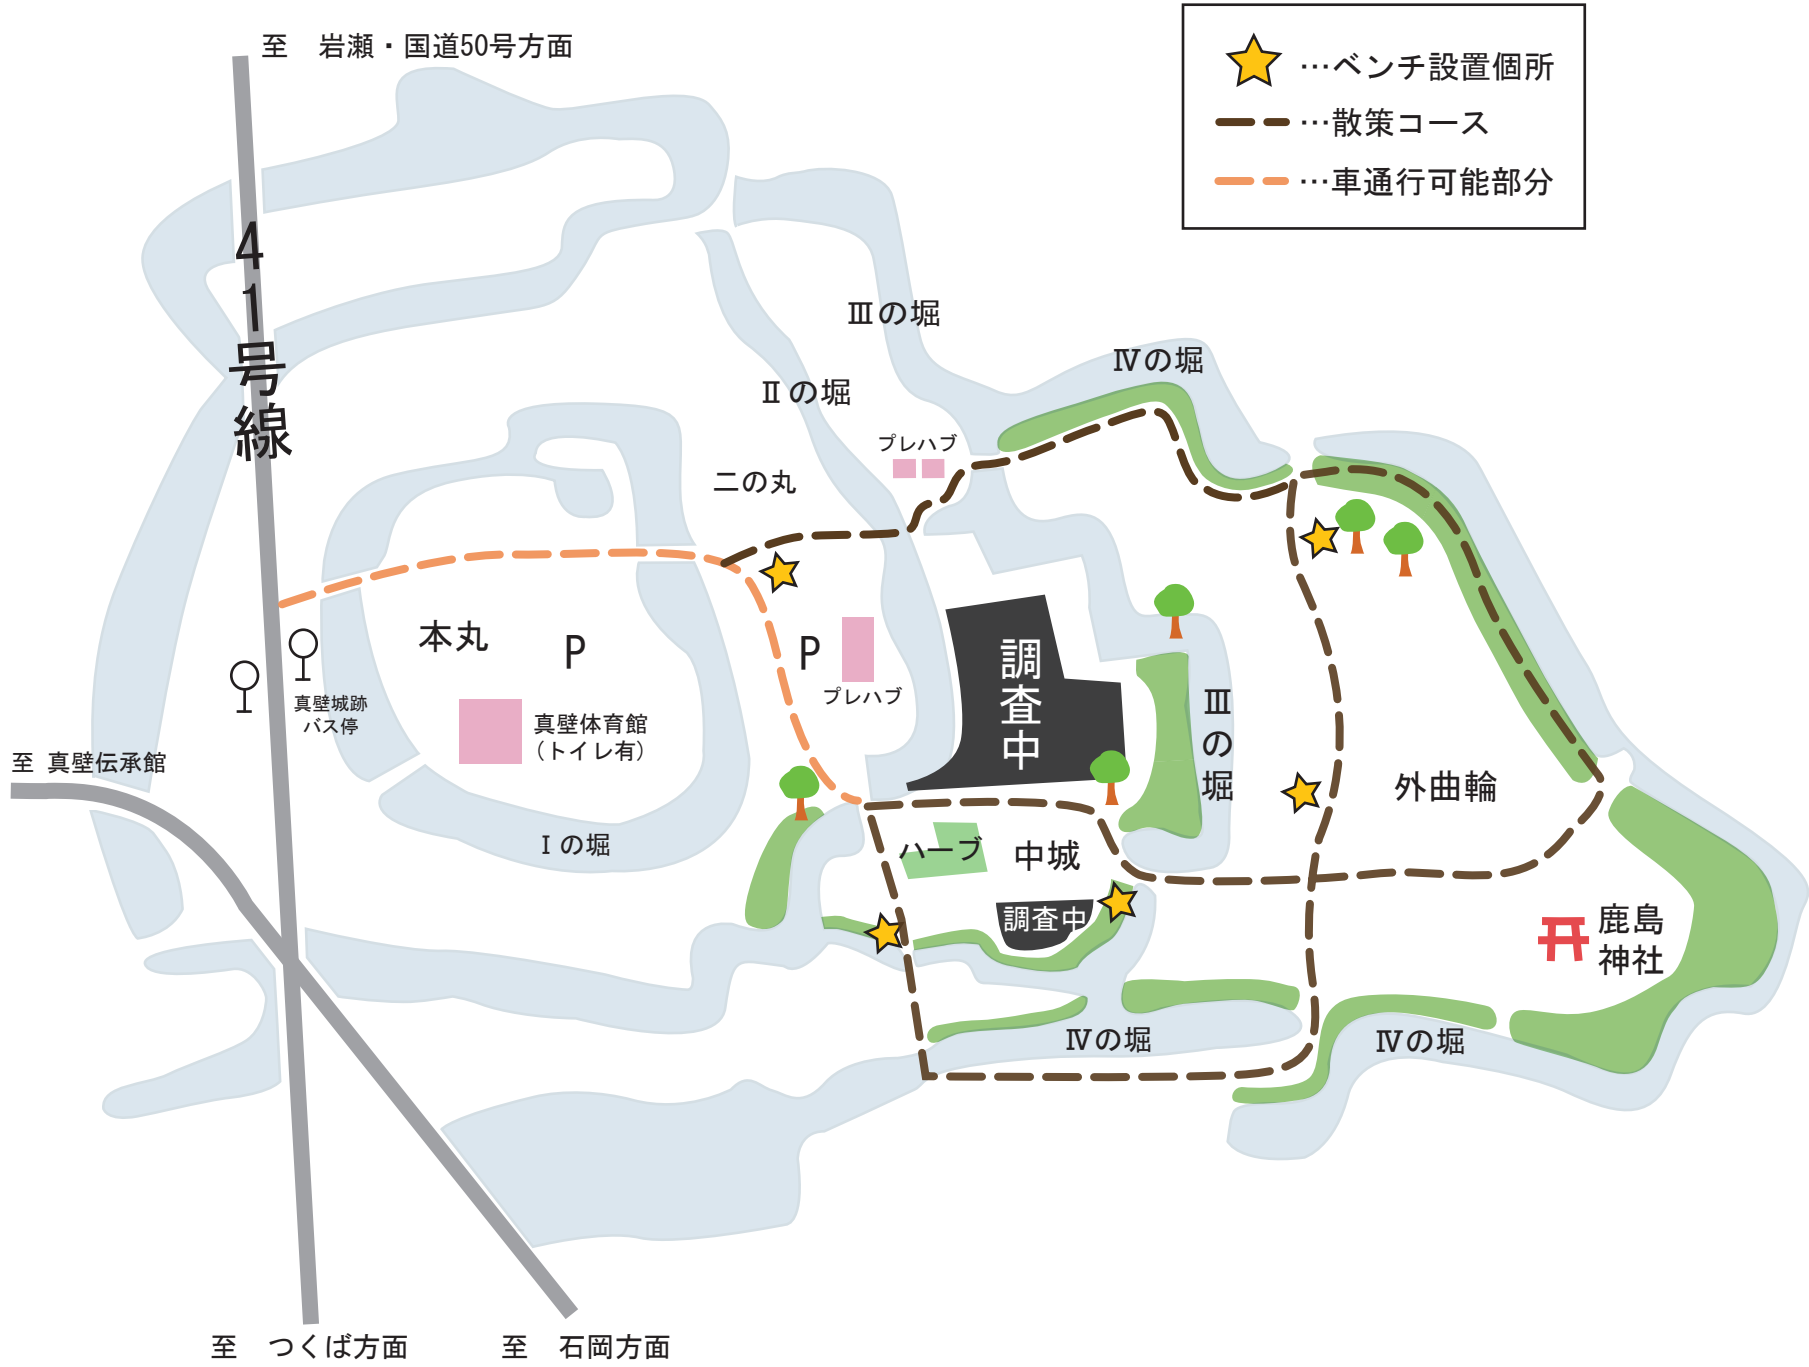 至　岩瀬・国道50号方面
…ベンチ設置個所
…散策コース
…車通行可能部分
41号線
Ⅲの堀
Ⅱの堀
Ⅳの堀
プレハブ
二の丸
本丸
P
P
プレハブ
調査中
真壁城跡
バス停
真壁体育館
（トイレ有）
Ⅲの堀
至 真壁伝承館
外曲輪
Ⅰの堀
ハーブ
中城
調査中
鹿島
神社
Ⅳの堀
Ⅳの堀
至　つくば方面
至　石岡方面